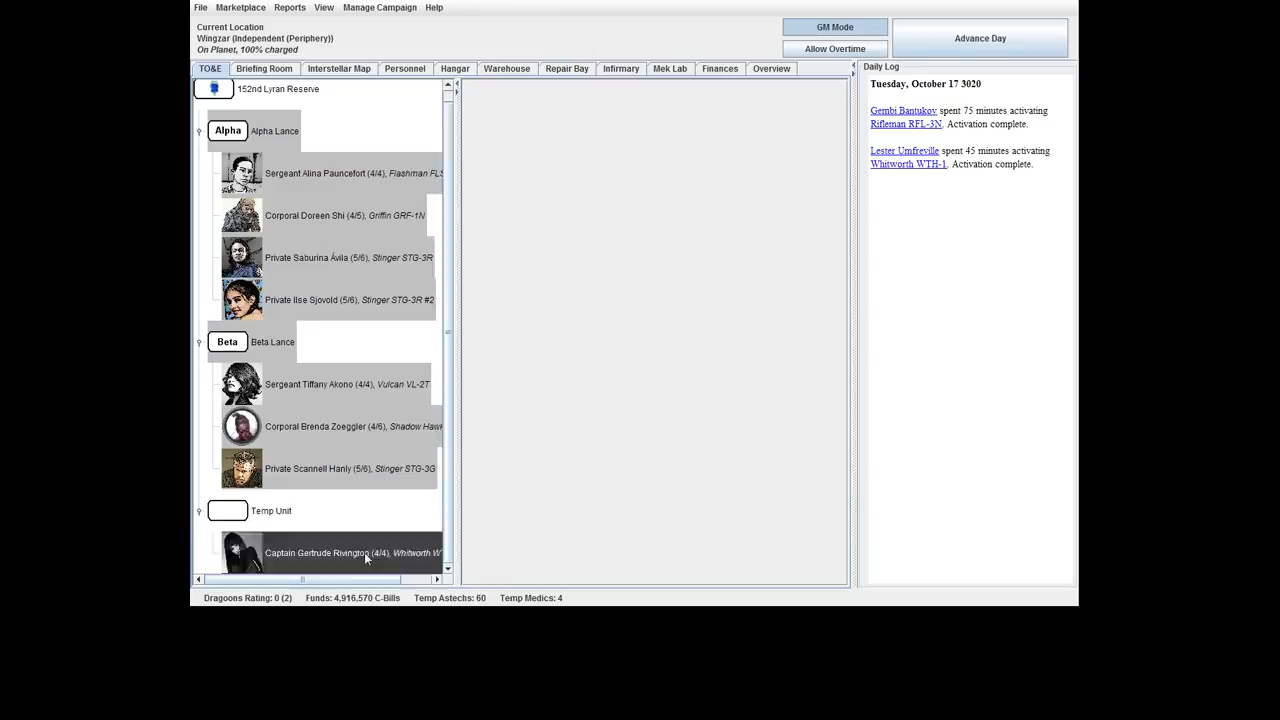 File Marketplace Reports View Manage Campaign Help
Current Location
Wingzar (Independent (Periphery))
On Planet, 100% charged
GM Mode
Allow Overtime
Advance Day
TO&E Briefing Room Interstellar Map Personnel Hangar Warehouse Repair Bay Infirmary Mek Lab Finances Overview
152nd Lyran Reserve
Alpha Alpha Lance
Sergeant Alina Pauncefort (4/4), Flashman FLS
Corporal Doreen Shi (4/5), Griffin GRF-1N
Private Saburina Ávila (5/6), Stinger STG-3R
Private Ilse Sjovold (5/6), Stinger STG-3R #2
Beta Beta Lance
Sergeant Tiffany Akono (4/4), Vulcan VL-2T
Corporal Brenda Zoeggler (4/6), Shadow Hawk
Private Scannell Hanly (5/6), Stinger STG-3G
Temp Unit
Captain Gertrude Rivington (4/4), Whitworth W
Daily Log
Tuesday, October 17 3020
Gembi Bantukov spent 75 minutes activating
Rifleman RFL-3N. Activation complete.
Lester Umfreville spent 45 minutes activating
Whitworth WTH-1. Activation complete.
Dragoons Rating: 0 (2) Funds: 4,916,570 C-Bills Temp Astechs: 60 Temp Medics: 4